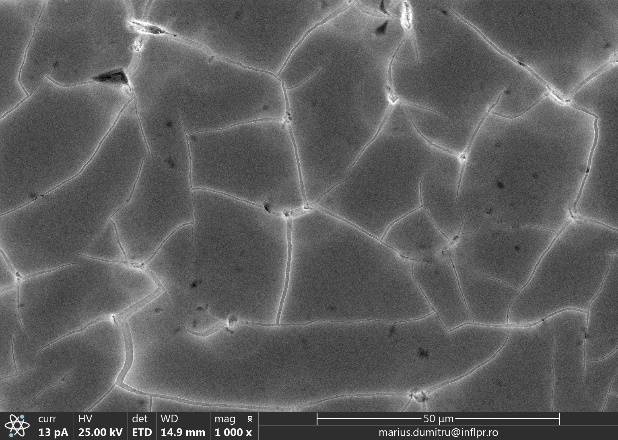 curr HV det WD mag 50 μm
13 pA 25.00 kV ETD 14.9 mm 1 000 x marius.dumitru@inflpr.ro